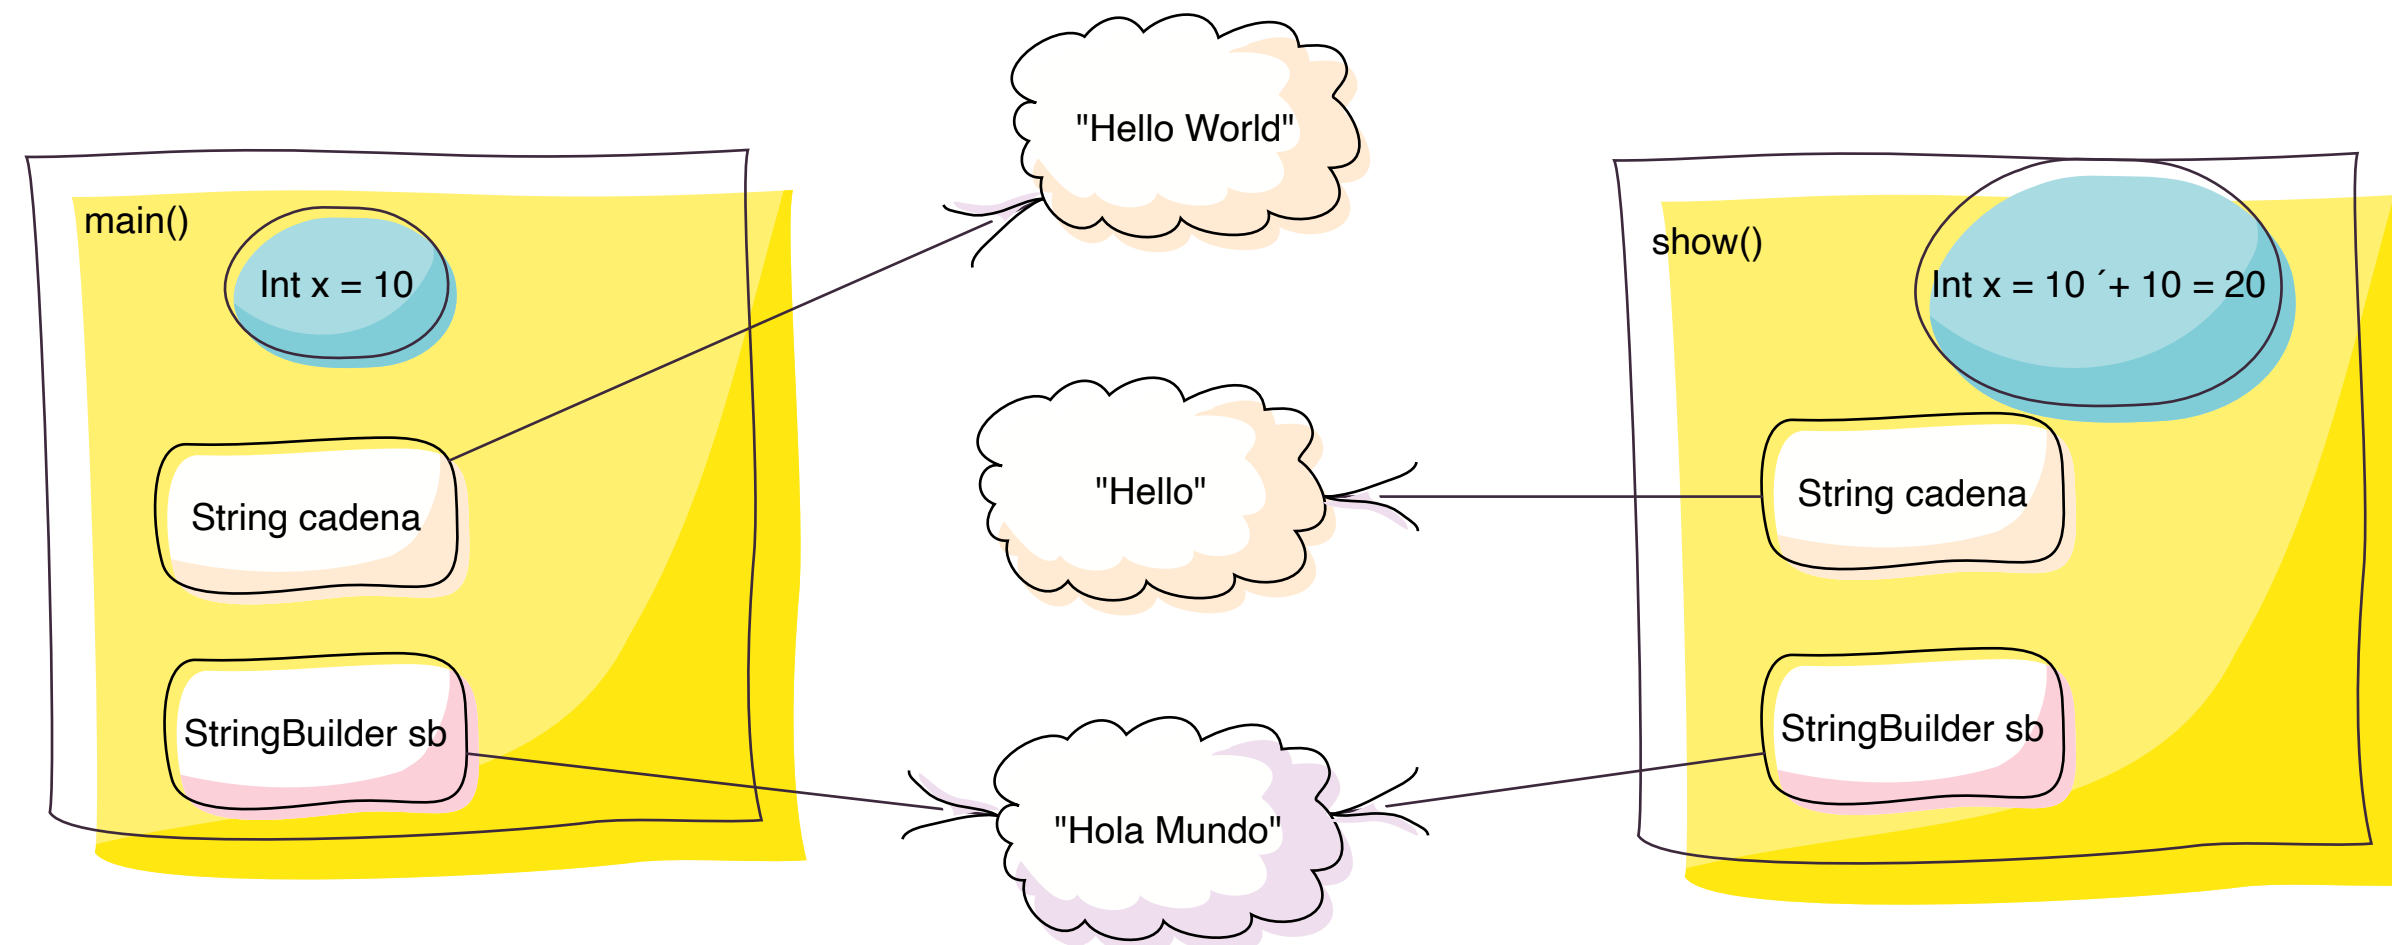 "Hello World"
main()
Int x = 10
show()
Int x = 10 ´+ 10 = 20
String cadena
"Hello"
String cadena
StringBuilder sb
"Hola Mundo"
StringBuilder sb